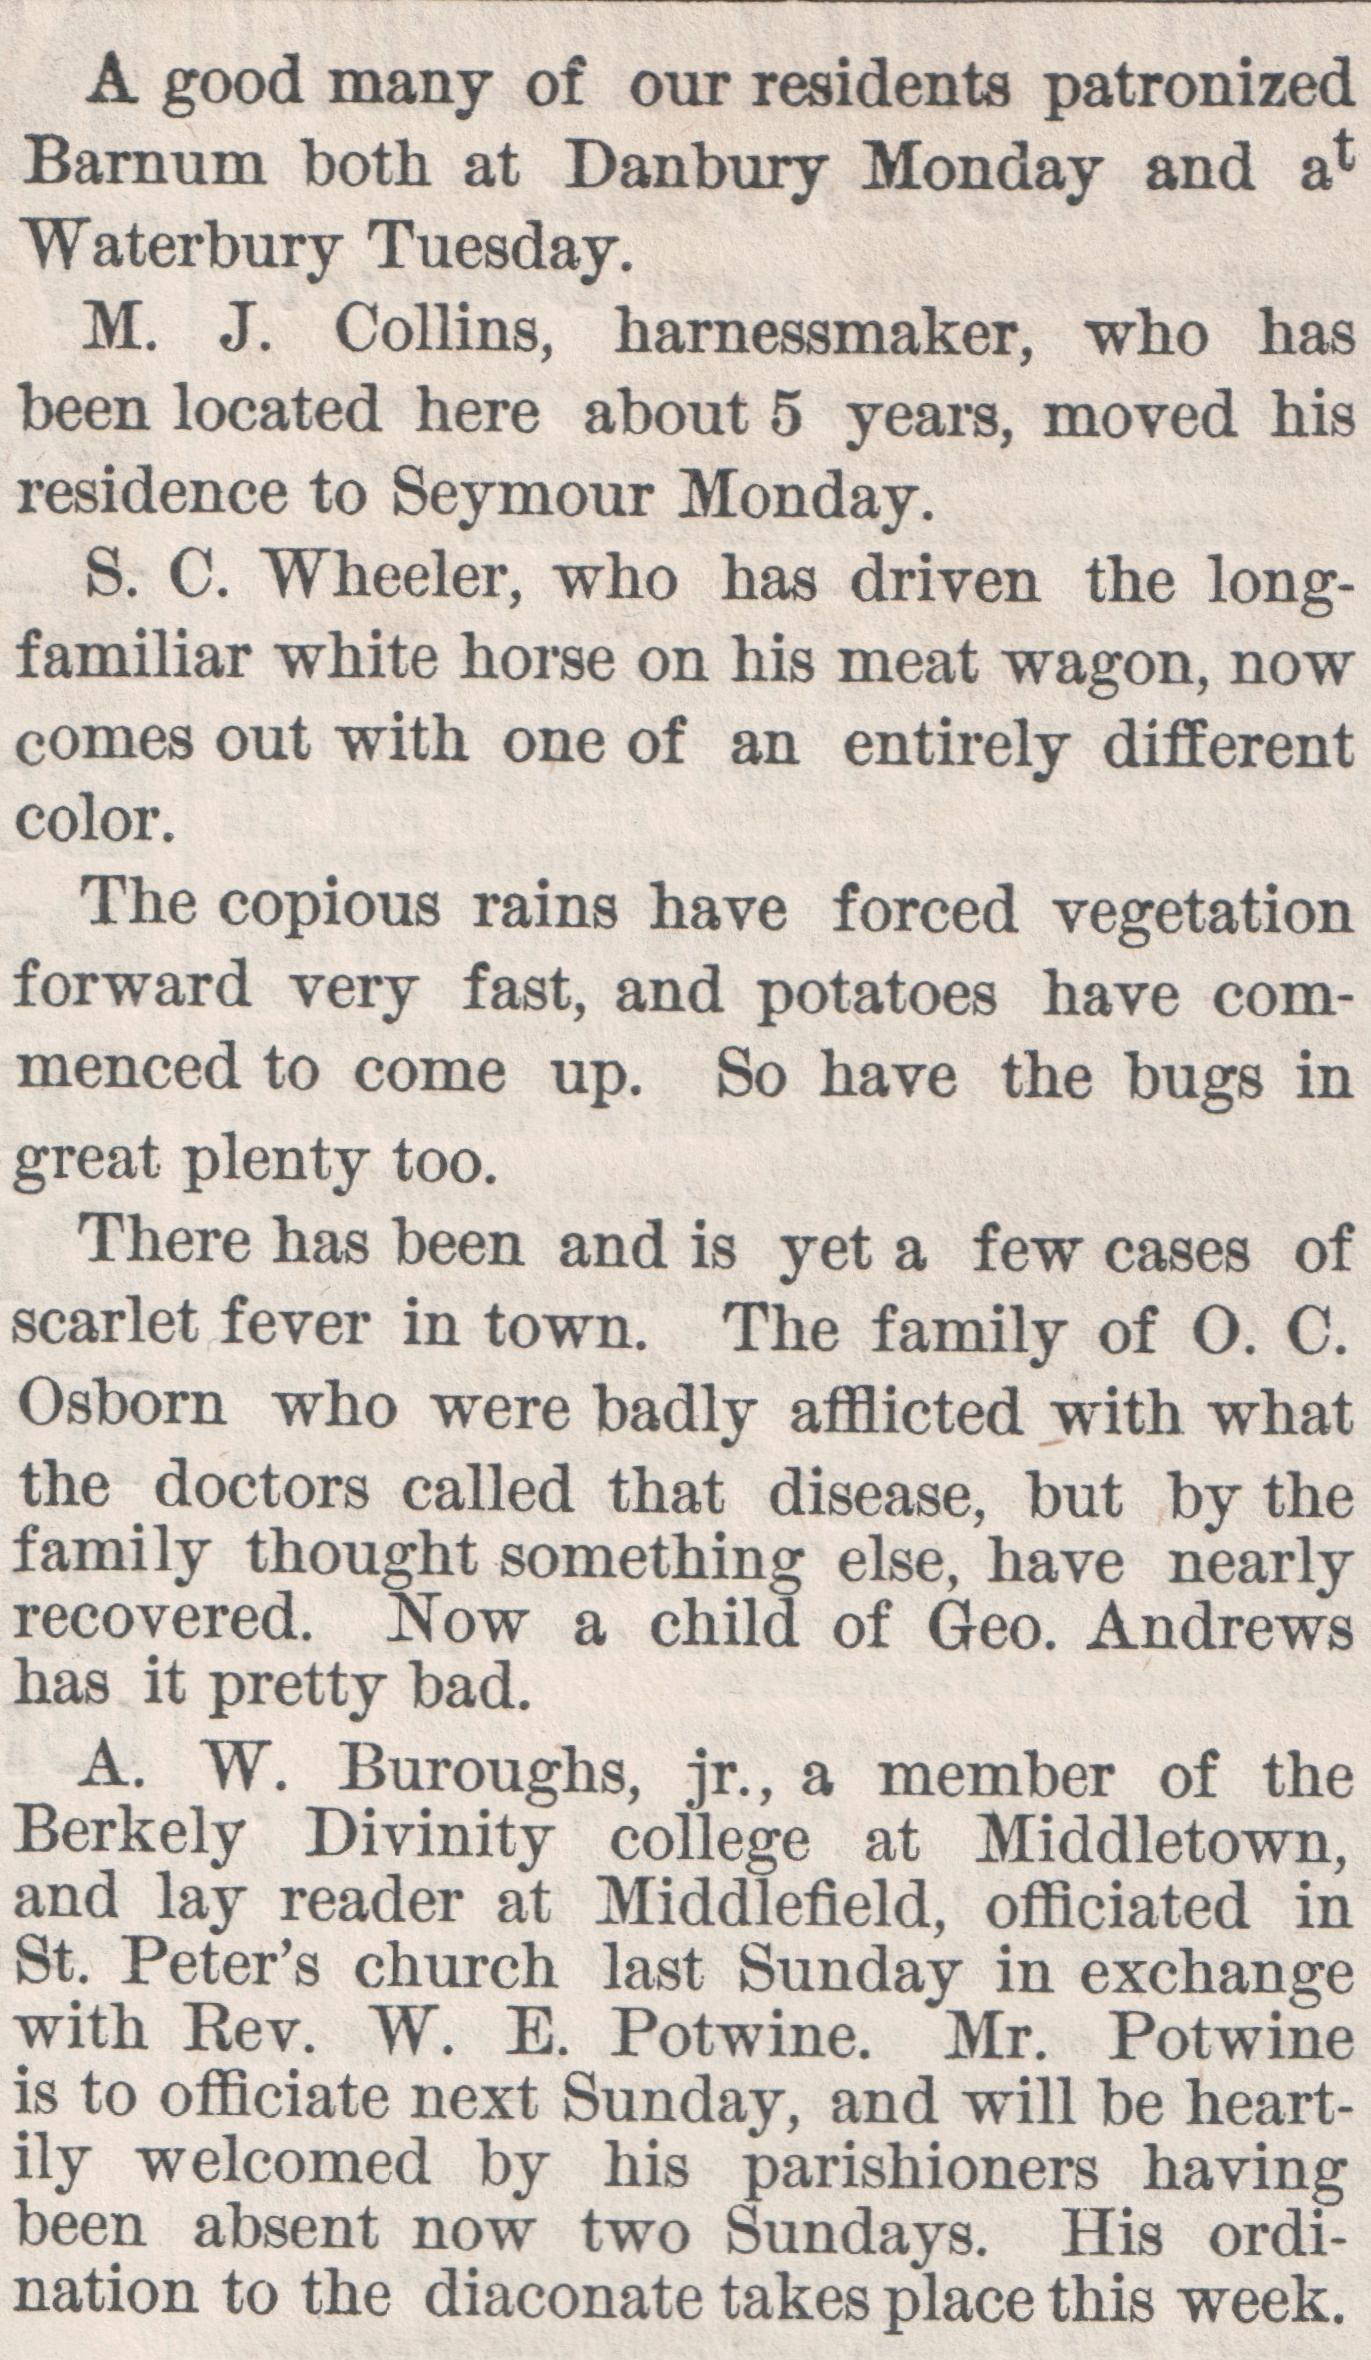 A good many of our residents patronized
Barnum both at Danbury Monday and at
Waterbury Tuesday.
M. J. Collins, harnessmaker, who has
been located here about 5 years, moved his
residence to Seymour Monday.
S. C. Wheeler, who has driven the long-
familiar white horse on his meat wagon, now
comes out with one of an entirely different
color.
The copious rains have forced vegetation
forward very fast, and potatoes have com-
menced to come up. So have the bugs in
great plenty too.
There has been and is yet a few cases of
scarlet fever in town. The family of O. C.
Osborn who were badly afflicted with what
the doctors called that disease, but by the
family thought something else, have nearly
recovered. Now a child of Geo. Andrews
has it pretty bad.
A. W. Buroughs, jr., a member of the
Berkely Divinity college at Middletown,
and lay reader at Middlefield, officiated in
St. Peter's church last Sunday in exchange
with Rev. W. E. Potwine. Mr. Potwine
is to officiate next Sunday, and will be heart-
ily welcomed by his parishioners having
been absent now two Sundays. His ordi-
nation to the diaconate takes place this week.